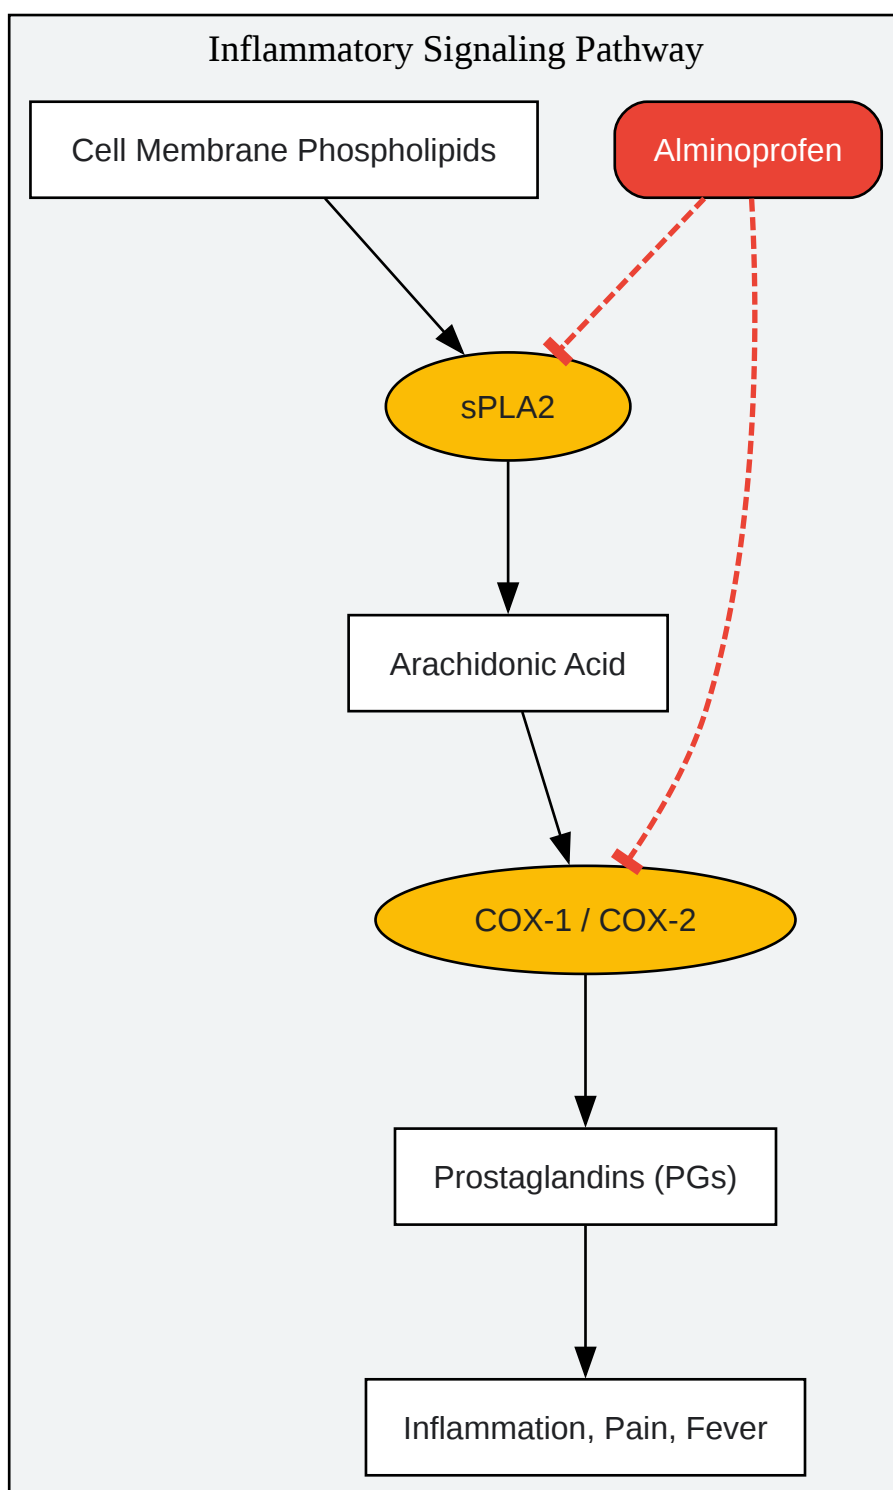 Inflammatory Signaling Pathway
Cell Membrane Phospholipids
Alminoprofen
sPLA2
Arachidonic Acid
COX-1 / COX-2
Prostaglandins (PGs)
Inflammation, Pain, Fever